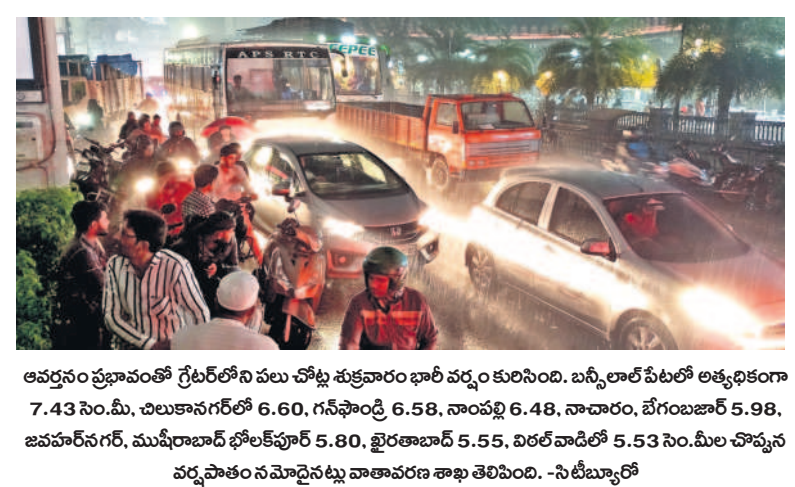 APS RTC
CEPEE
ఆవర్తనం ప్రభావంతో గ్రేటర్‌లోని పలు చోట్ల శుక్రవారం భారీ వర్షం కురిసింది. బన్సీలాల్‌పేటలో అత్యధికంగా
7.43 సెం.మీ, చిలుకానగర్‌లో 6.60, గన్‌ఫౌండ్రి 6.58, నాంపల్లి 6.48, నాచారం, బేగంబజార్ 5.98,
జవహర్‌నగర్, ముషీరాబాద్ భోలక్‌పూర్ 5.80, ఖైరతాబాద్ 5.55, విఠల్ వాడిలో 5.53 సెం.మీల చొప్పున
వర్షపాతం నమోదైనట్లు వాతావరణ శాఖ తెలిపింది. -సిటీబ్యూరో